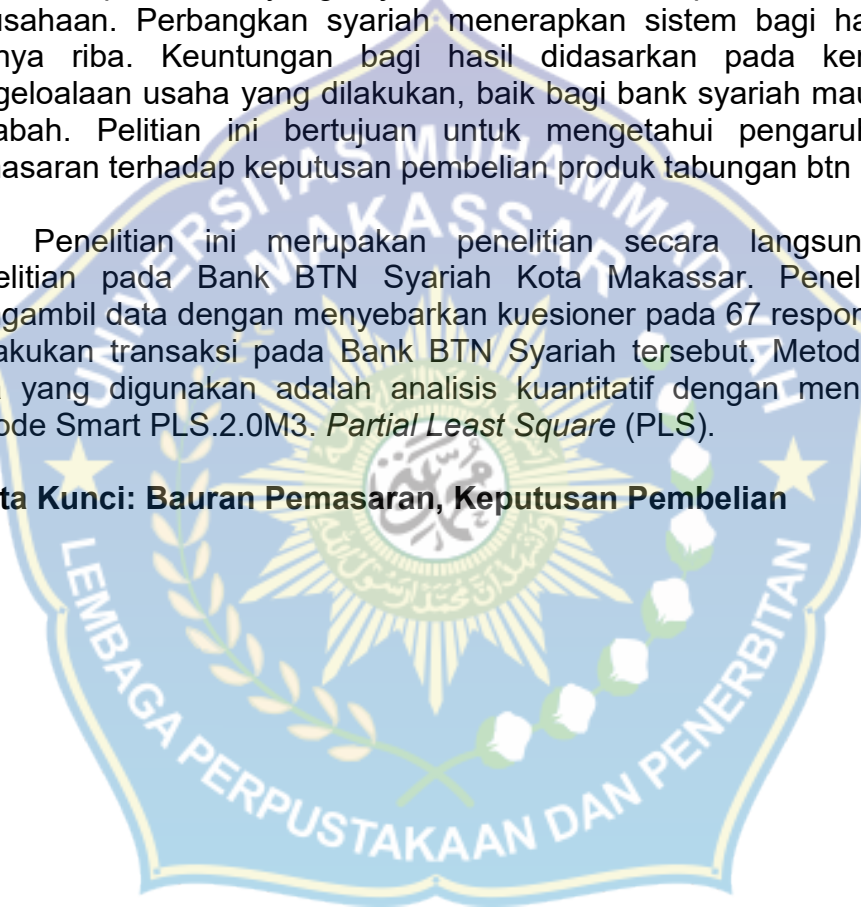 usahaan. Perbangkan syariah menerapkan sistem bagi ha
nya riba. Keuntungan bagi hasil didasarkan pada ker
geloalaan usaha yang dilakukan, baik bagi bank syariah mau
abah. Pelitian ini bertujuan untuk mengetahui pengaruh
asaran terhadap keputusan pembelian produk tabungan btn
Penelitian ini merupakan penelitian secara langsun
elitian pada Bank BTN Syariah Kota Makassar. Penel
gambil data dengan menyebarkan kuesioner pada 67 respon
akukan transaksi pada Bank BTN Syariah tersebut. Metod
yang digunakan adalah analisis kuantitatif dengan men
ode Smart PLS.2.0M3. Partial Least Square (PLS).
ta Kunci: Bauran Pemasaran, Keputusan Pembelian
UNIVERSITAS MUHAMMADIYAH
MAKASSAR
LEMBAGA PERPUSTAKAAN DAN PENERBITAN